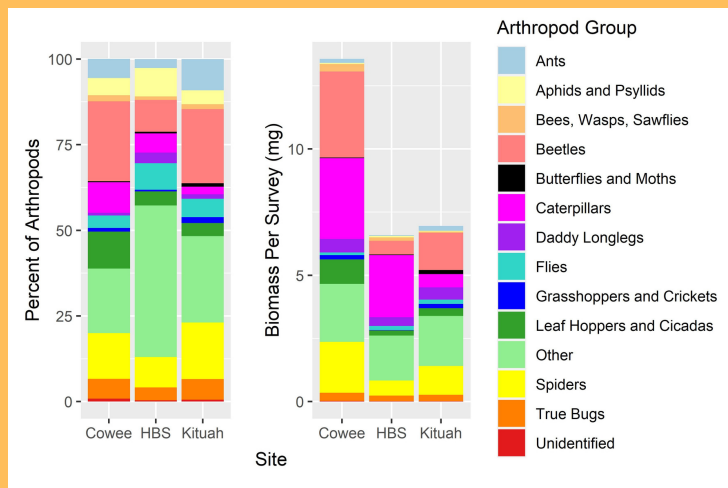 Percent of Arthropods
100
75
50
25
0
Cowee HBS Kituah
Biomass Per Survey (mg)
10
5
0
Cowee HBS Kituah
Site
Arthropod Group
Ants
Aphids and Psyllids
Bees, Wasps, Sawflies
Beetles
Butterflies and Moths
Caterpillars
Daddy Longlegs
Flies
Grasshoppers and Crickets
Leaf Hoppers and Cicadas
Other
Spiders
True Bugs
Unidentified